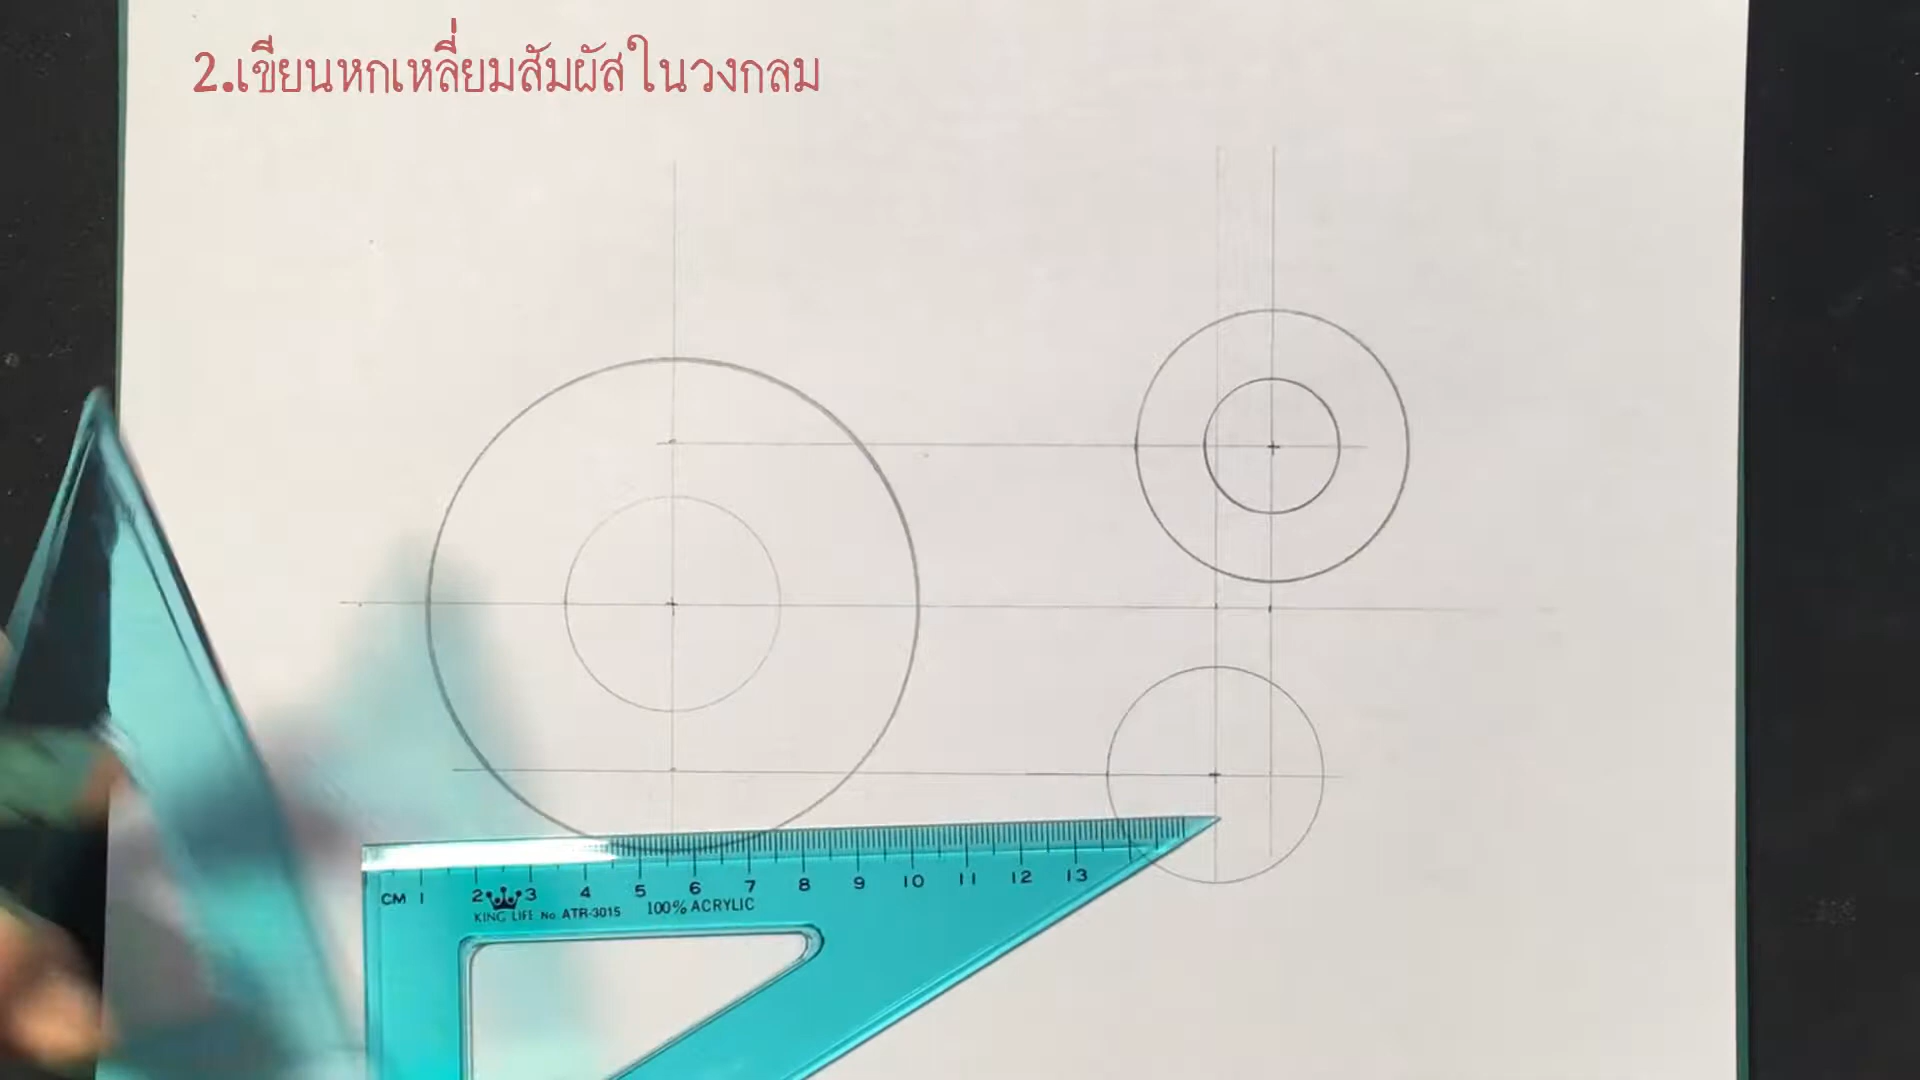 2.เขียนหกเหลี่ยมสัมผัสในวงกลม
CM 1 2 3 4 5 6 7 8 9 10 11 12 13
KING LIFE No. ATR-3015 100% ACRYLIC